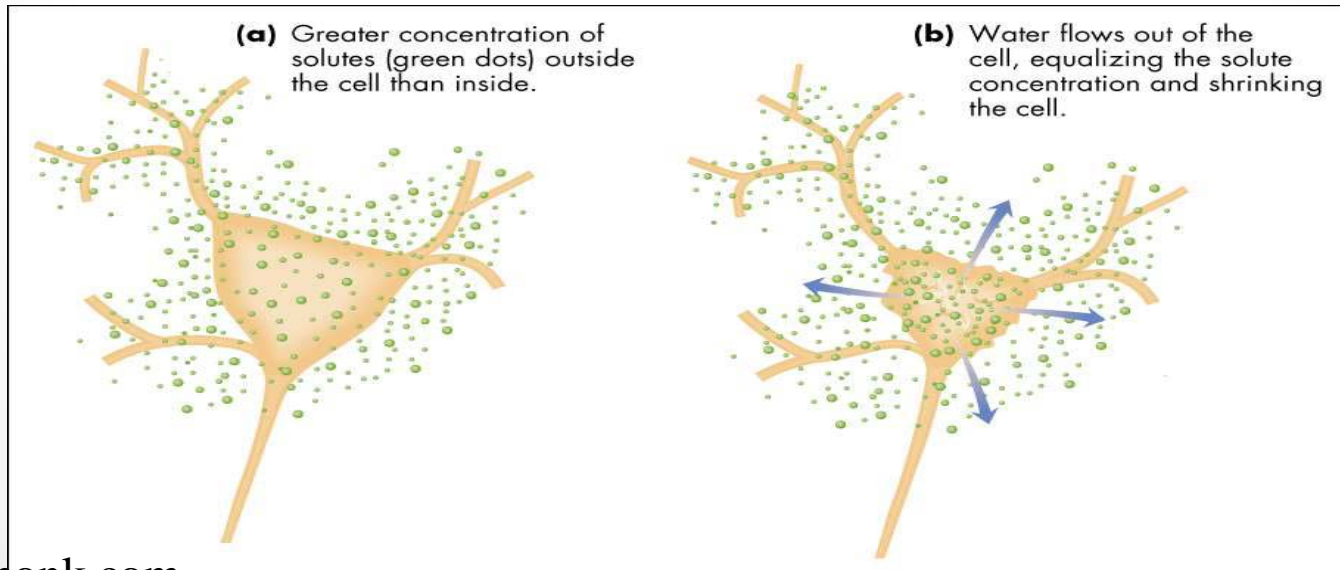 (a) Greater concentration of
solutes (green dots) outside
the cell than inside.
(b) Water flows out of the
cell, equalizing the solute
concentration and shrinking
the cell.